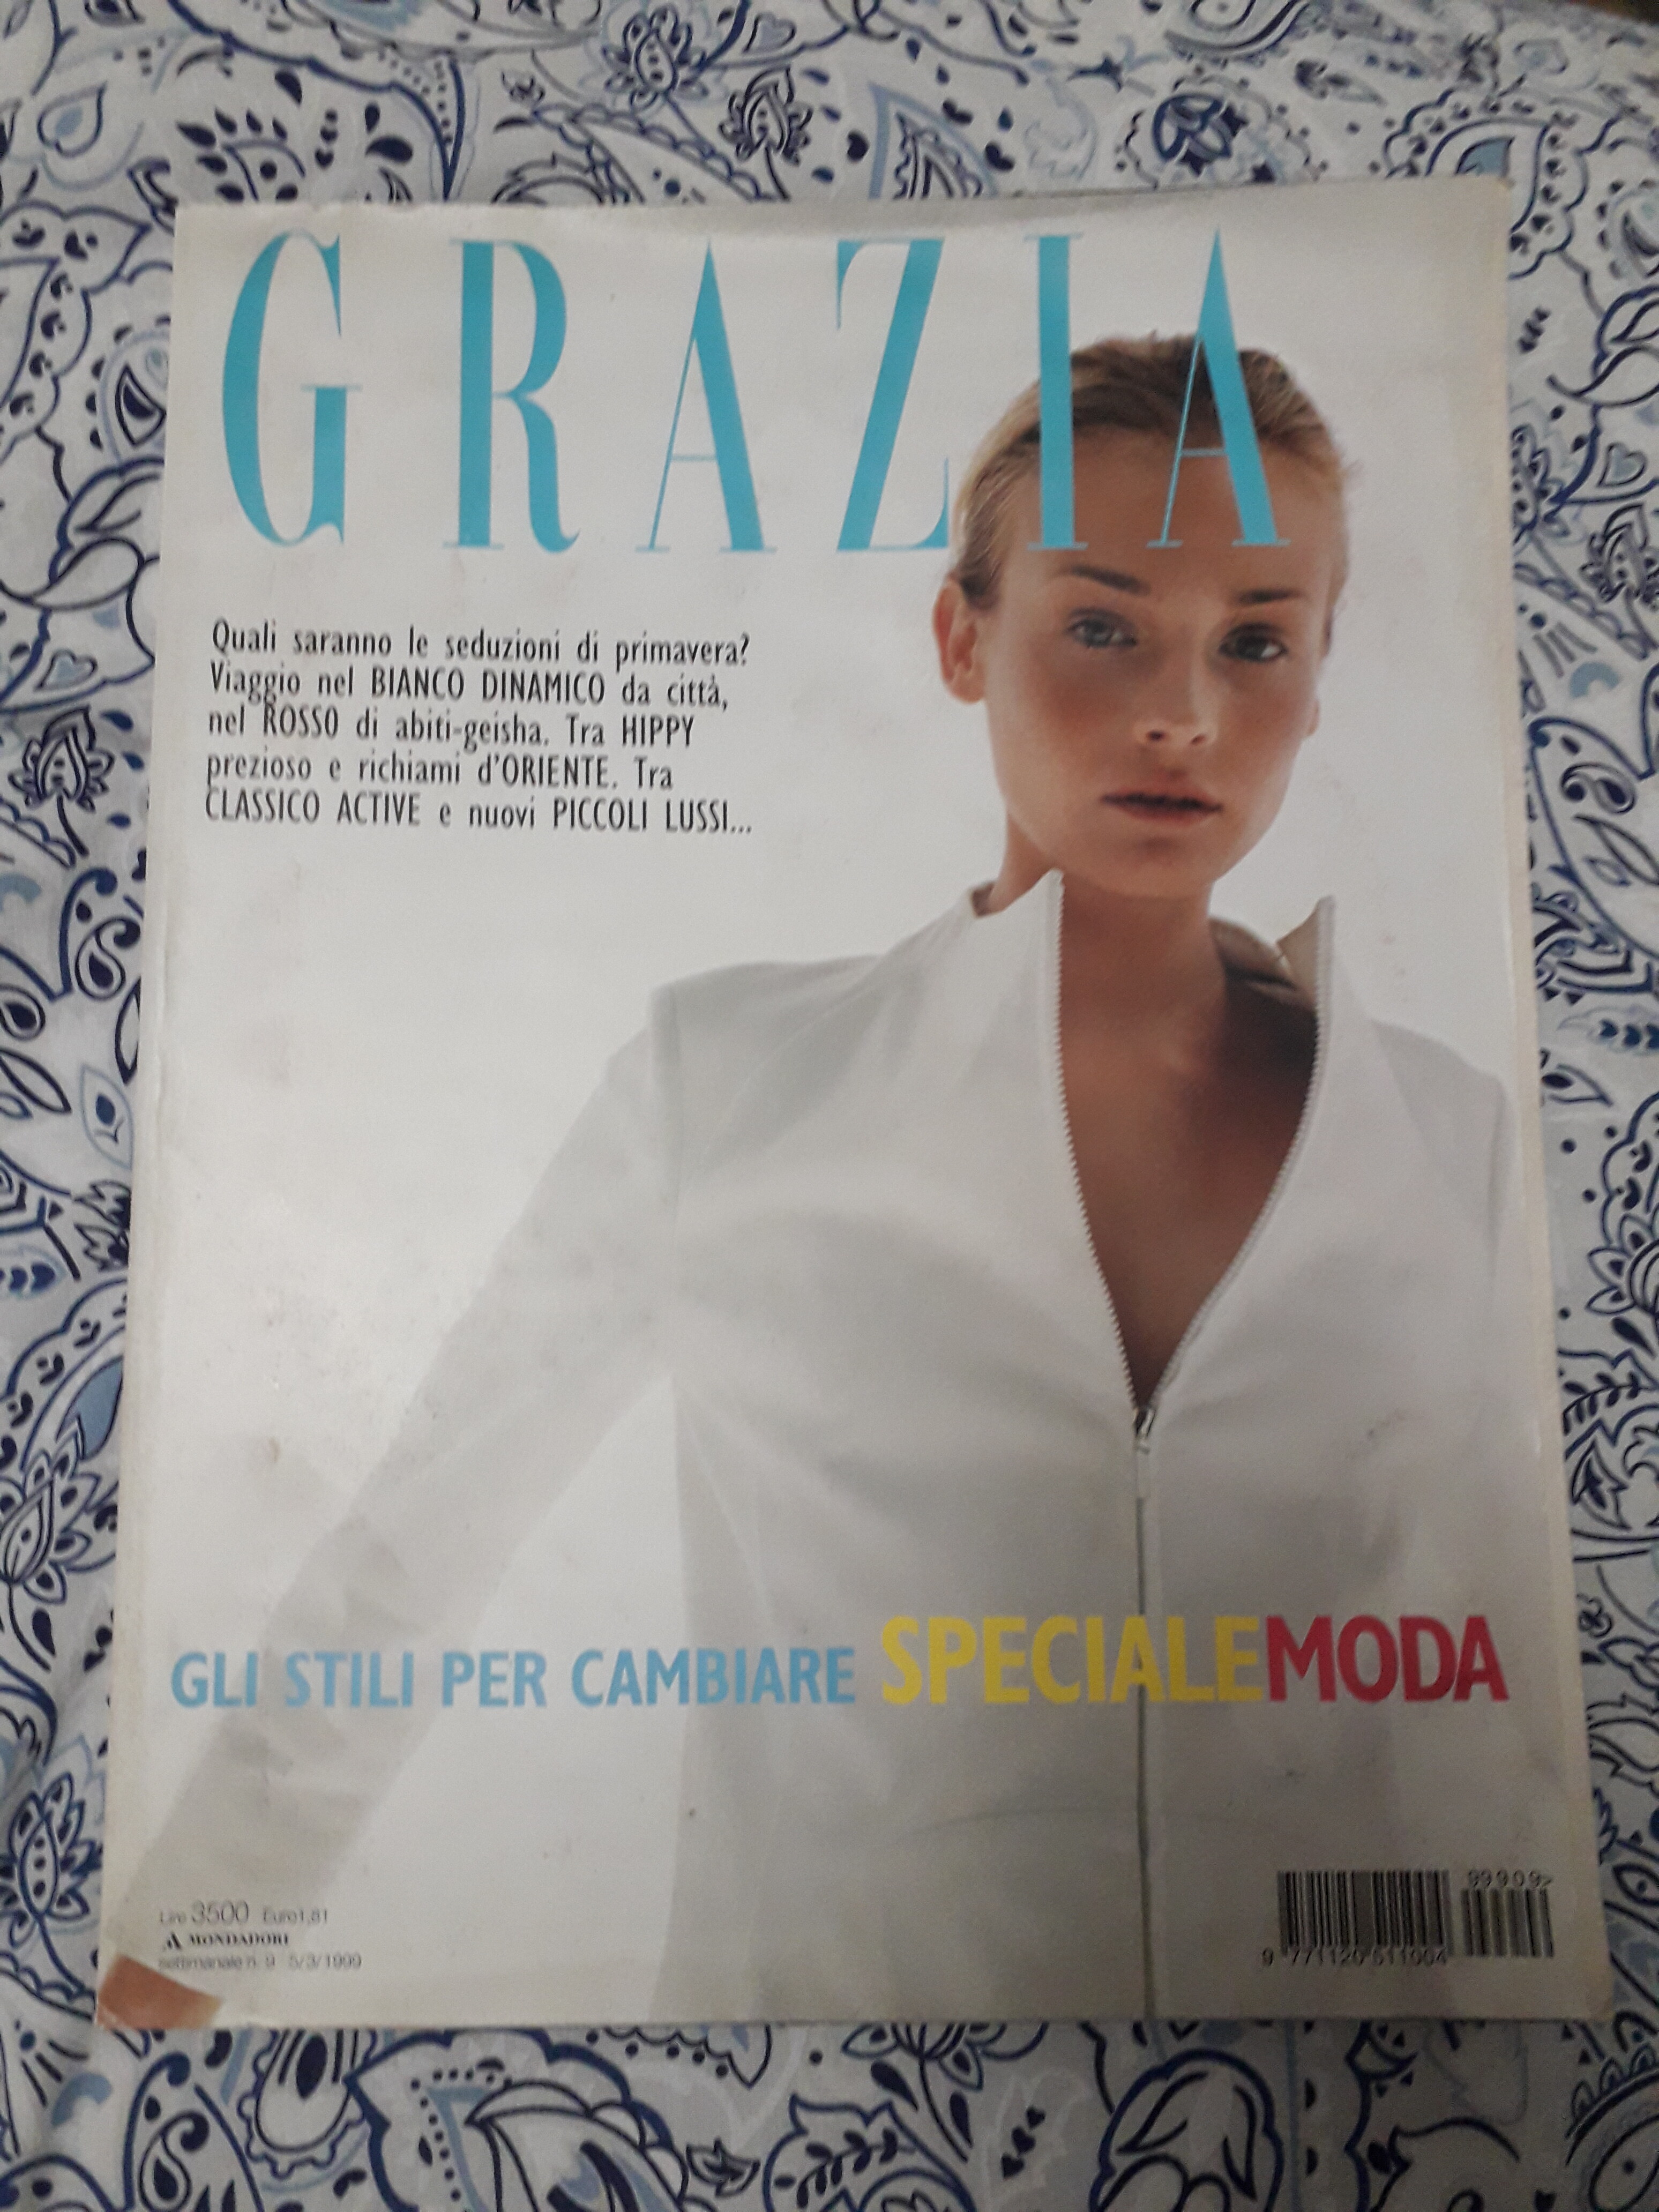 GRAZIA
Quali saranno le seduzioni di primavera?
Viaggio nel BIANCO DINAMICO da città,
nel ROSSO di abiti-geisha. Tra HIPPY
prezioso e richiami d'ORIENTE. Tra
CLASSICO ACTIVE e nuovi PICCOLI LUSSI...
GLI STILI PER CAMBIARE SPECIALEMODA
Lire 3500 Euro1,81
MONDADORI
settimanale n. 9 5/3/1999
99909>
9 771120 511004